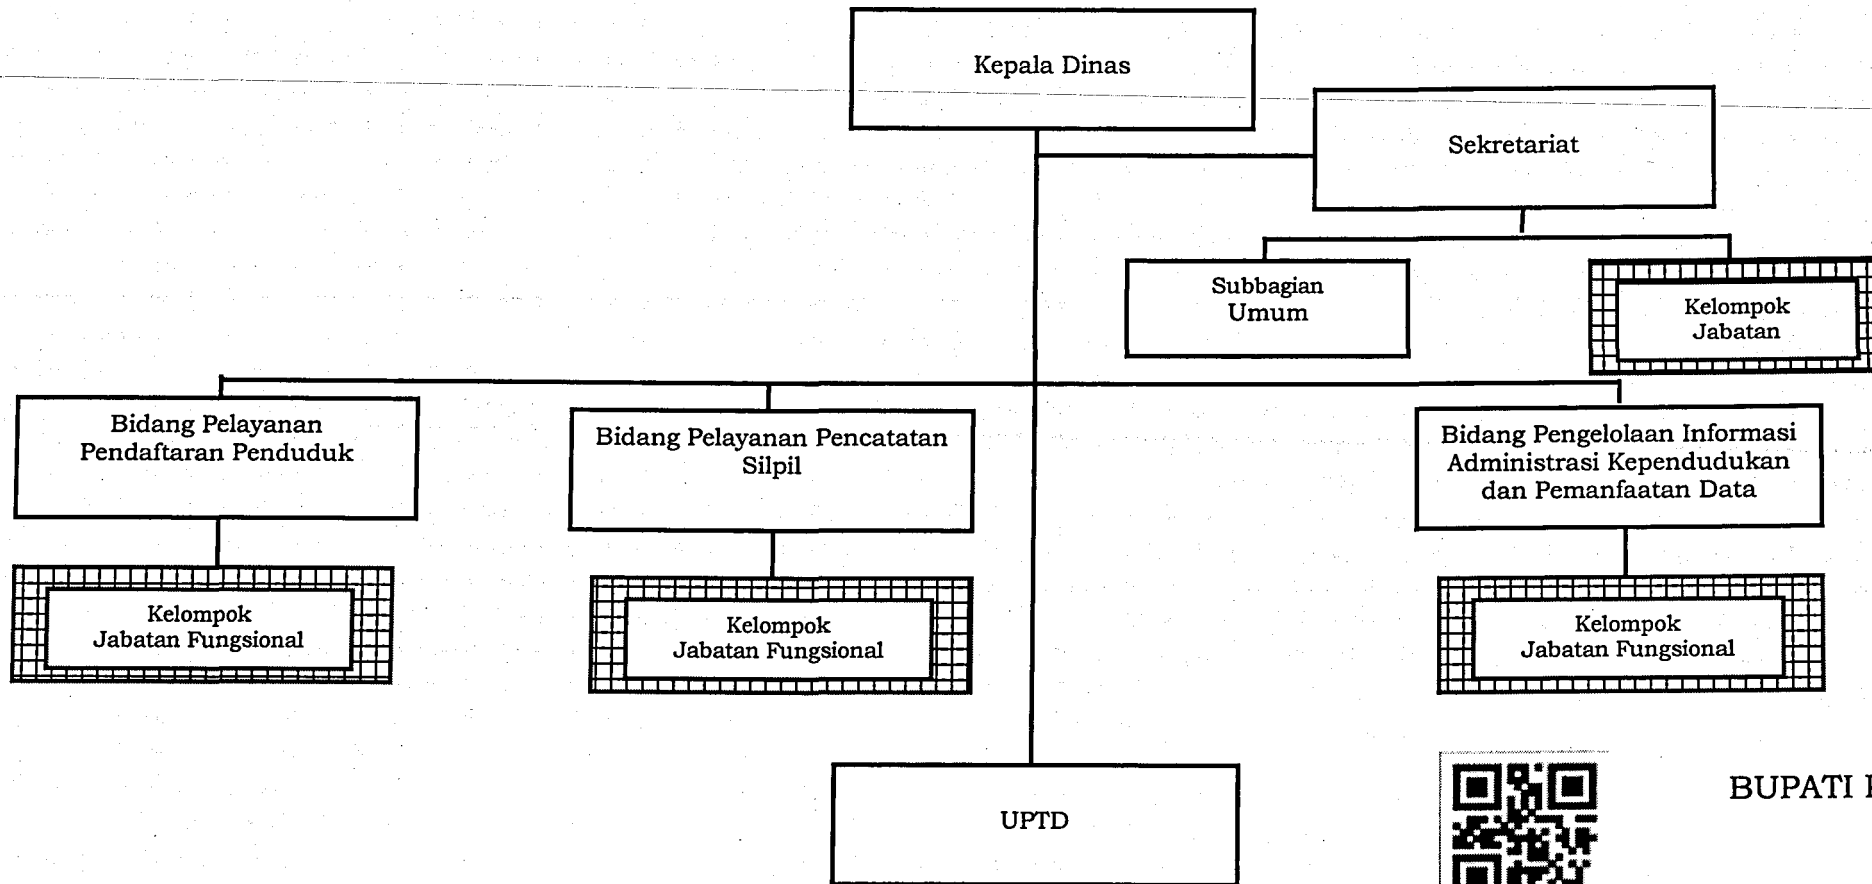 Kepala Dinas
Sekretariat
Subbagian
Umum
Kelompok
Jabatan
Bidang Pelayanan
Pendaftaran Penduduk
Bidang Pelayanan Pencatatan
Silpil
Bidang Pengelolaan Informasi
Administrasi Kependudukan
dan Pemanfaatan Data
Kelompok
Jabatan Fungsional
Kelompok
Jabatan Fungsional
Kelompok
Jabatan Fungsional
UPTD
BUPATI